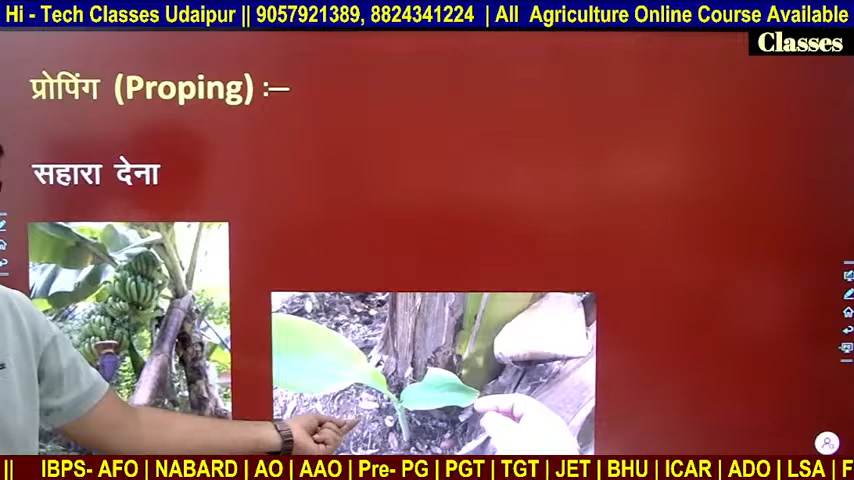 Hi - Tech Classes Udaipur || 9057921389, 8824341224 | All Agriculture Online Course Available
Classes
प्रोपिंग (Proping) :–
सहारा देना
|| IBPS- AFO | NABARD | AO | AAO | Pre- PG | PGT | TGT | JET | BHU | ICAR | ADO | LSA | F